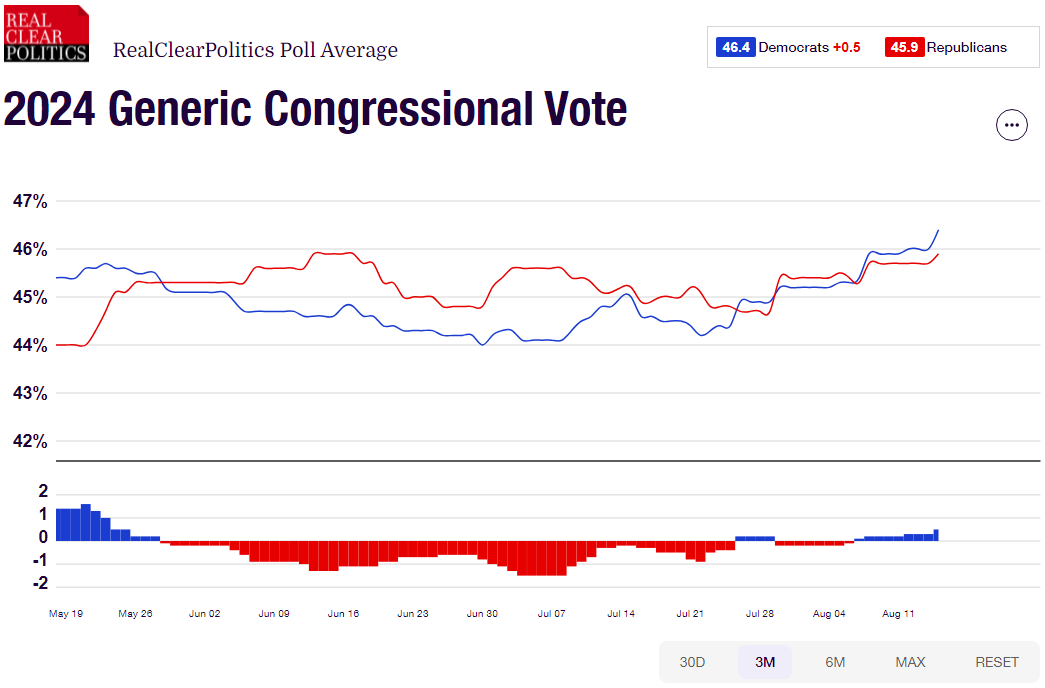 REAL
CLEAR
POLITICS
RealClearPolitics Poll Average
46.4 Democrats +0.5 45.9 Republicans
2024 Generic Congressional Vote
47%
46%
45%
44%
43%
42%
2
1
0
-1
-2
May 19 May 26 Jun 02 Jun 09 Jun 16 Jun 23 Jun 30 Jul 07 Jul 14 Jul 21 Jul 28 Aug 04 Aug 11
30D 3M 6M MAX RESET